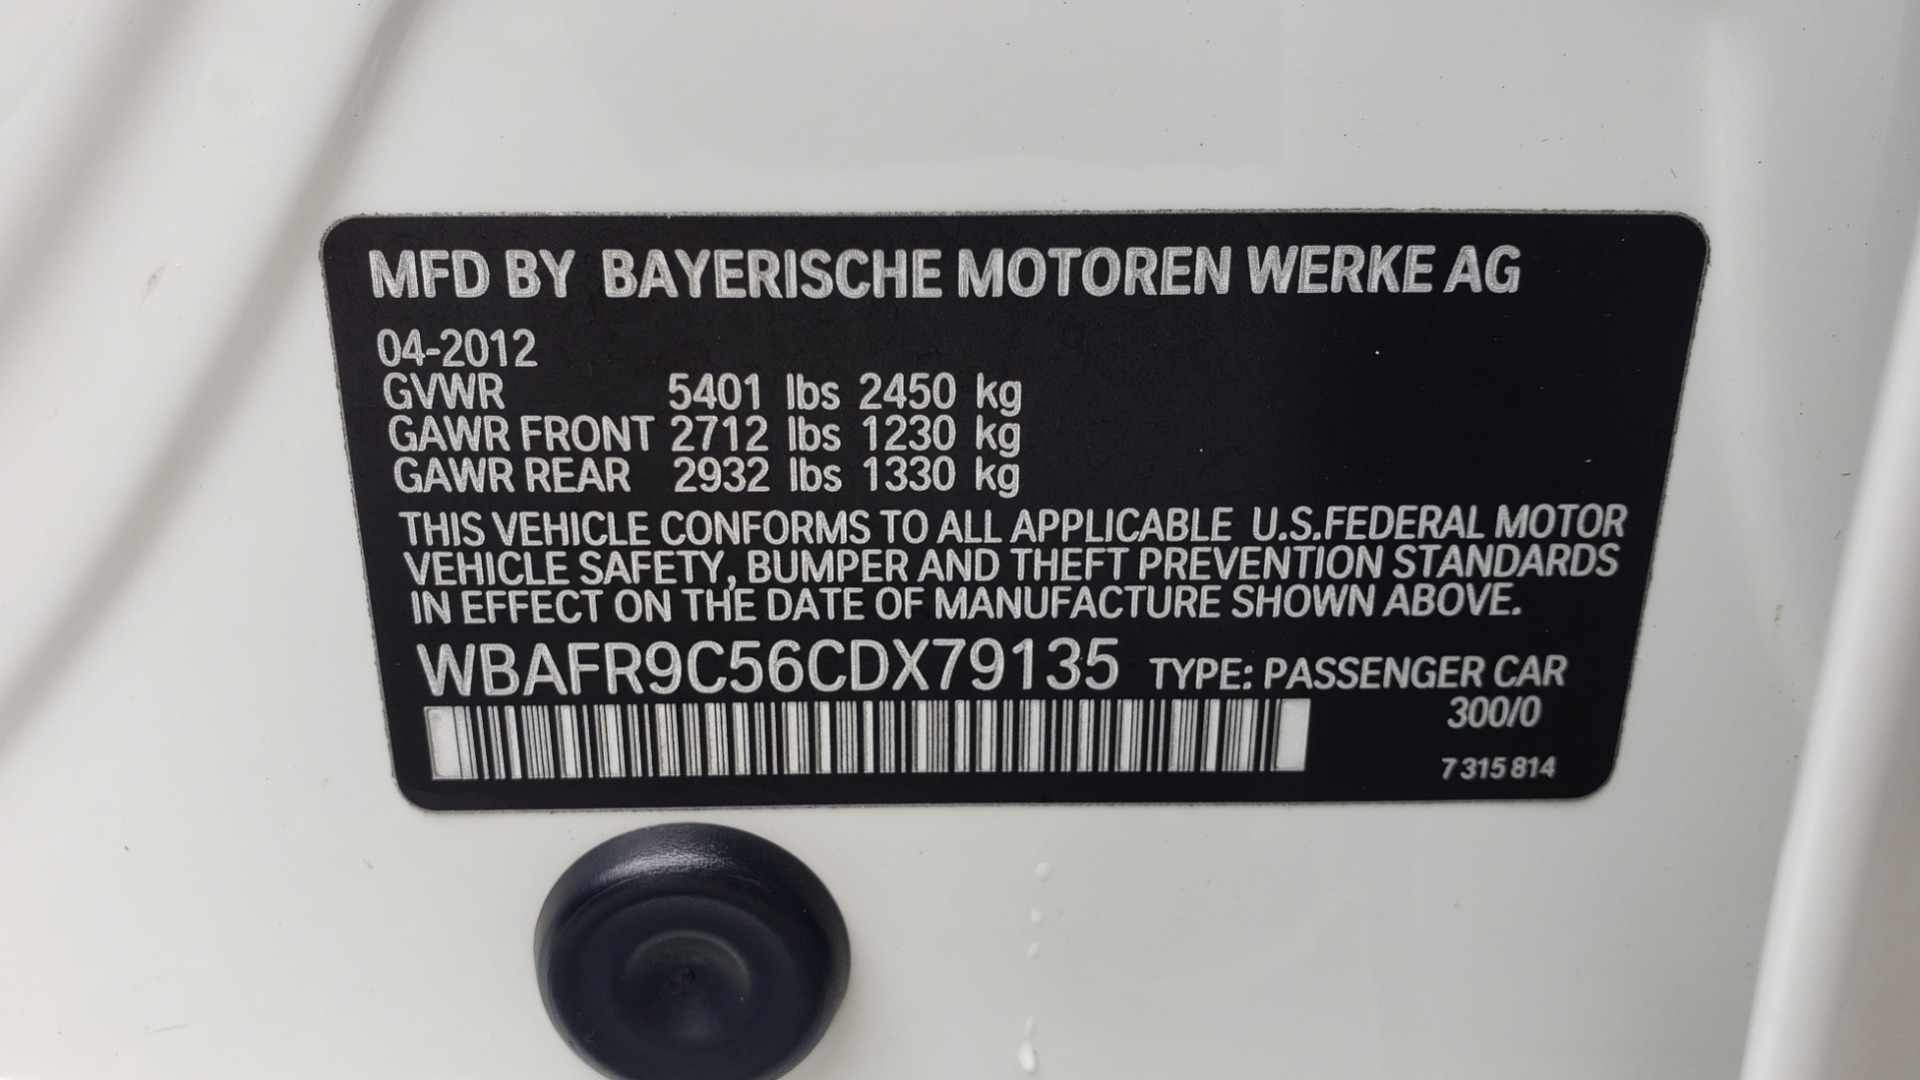 MFD BY BAYERISCHE MOTOREN WERKE AG
04-2012
GVWR 5401 lbs 2450 kg
GAWR FRONT 2712 lbs 1230 kg
GAWR REAR 2932 lbs 1330 kg
THIS VEHICLE CONFORMS TO ALL APPLICABLE U.S.FEDERAL MOTOR
VEHICLE SAFETY, BUMPER AND THEFT PREVENTION STANDARDS
IN EFFECT ON THE DATE OF MANUFACTURE SHOWN ABOVE.
WBAFR9C56CDX79135 TYPE: PASSENGER CAR
300/0
7 315 814